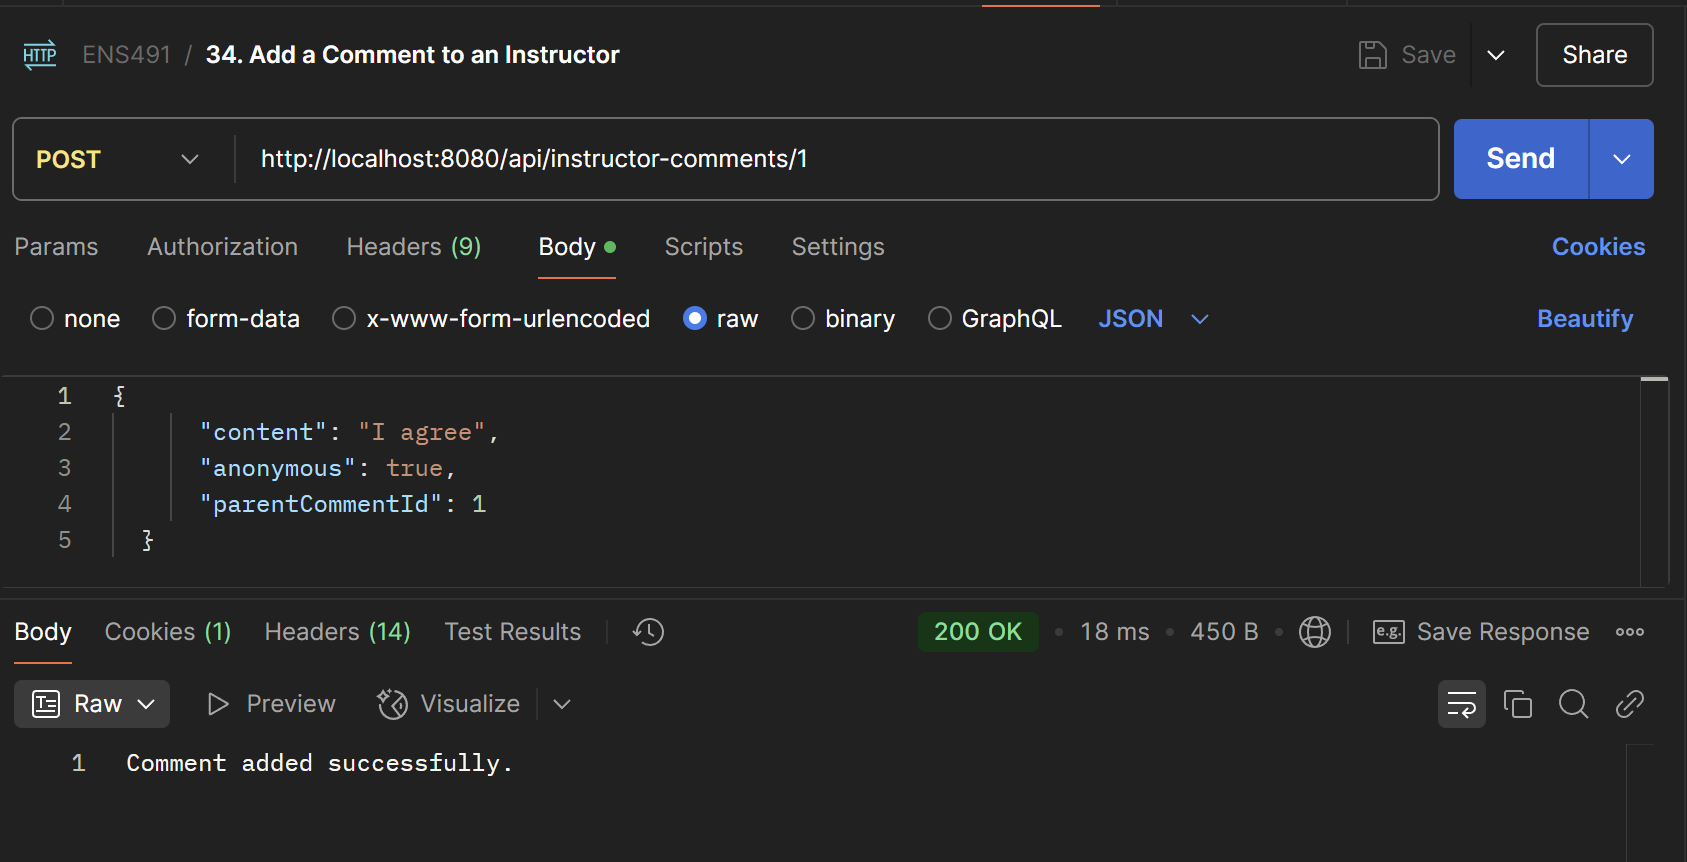 HTTP ENS491 / 34. Add a Comment to an Instructor Save Share
POST http://localhost:8080/api/instructor-comments/1 Send
Params Authorization Headers (9) Body Scripts Settings Cookies
none form-data x-www-form-urlencoded raw binary GraphQL JSON Beautify
1 {
2 "content": "I agree",
3 "anonymous": true,
4 "parentCommentId": 1
5 }
Body Cookies (1) Headers (14) Test Results 200 OK • 18 ms • 450 B • e.g. Save Response
Raw Preview Visualize
1 Comment added successfully.